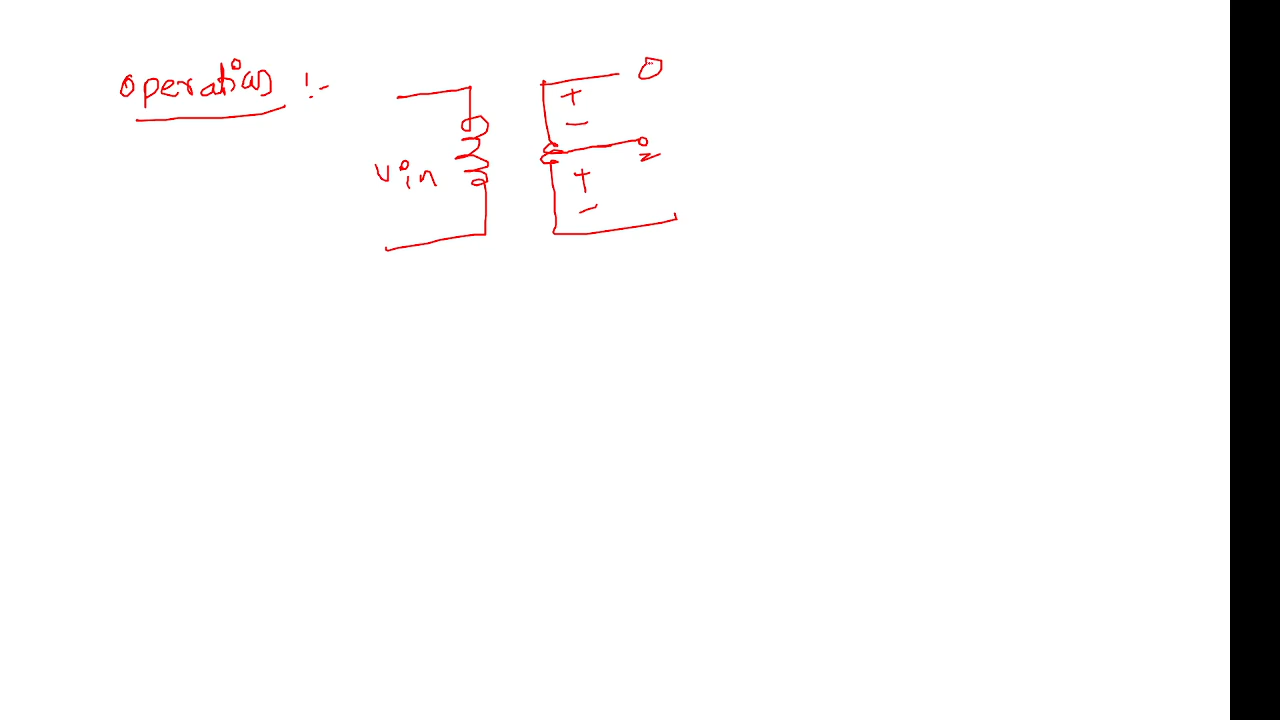 Operation :-
O
+
-
N
Vin
+
-